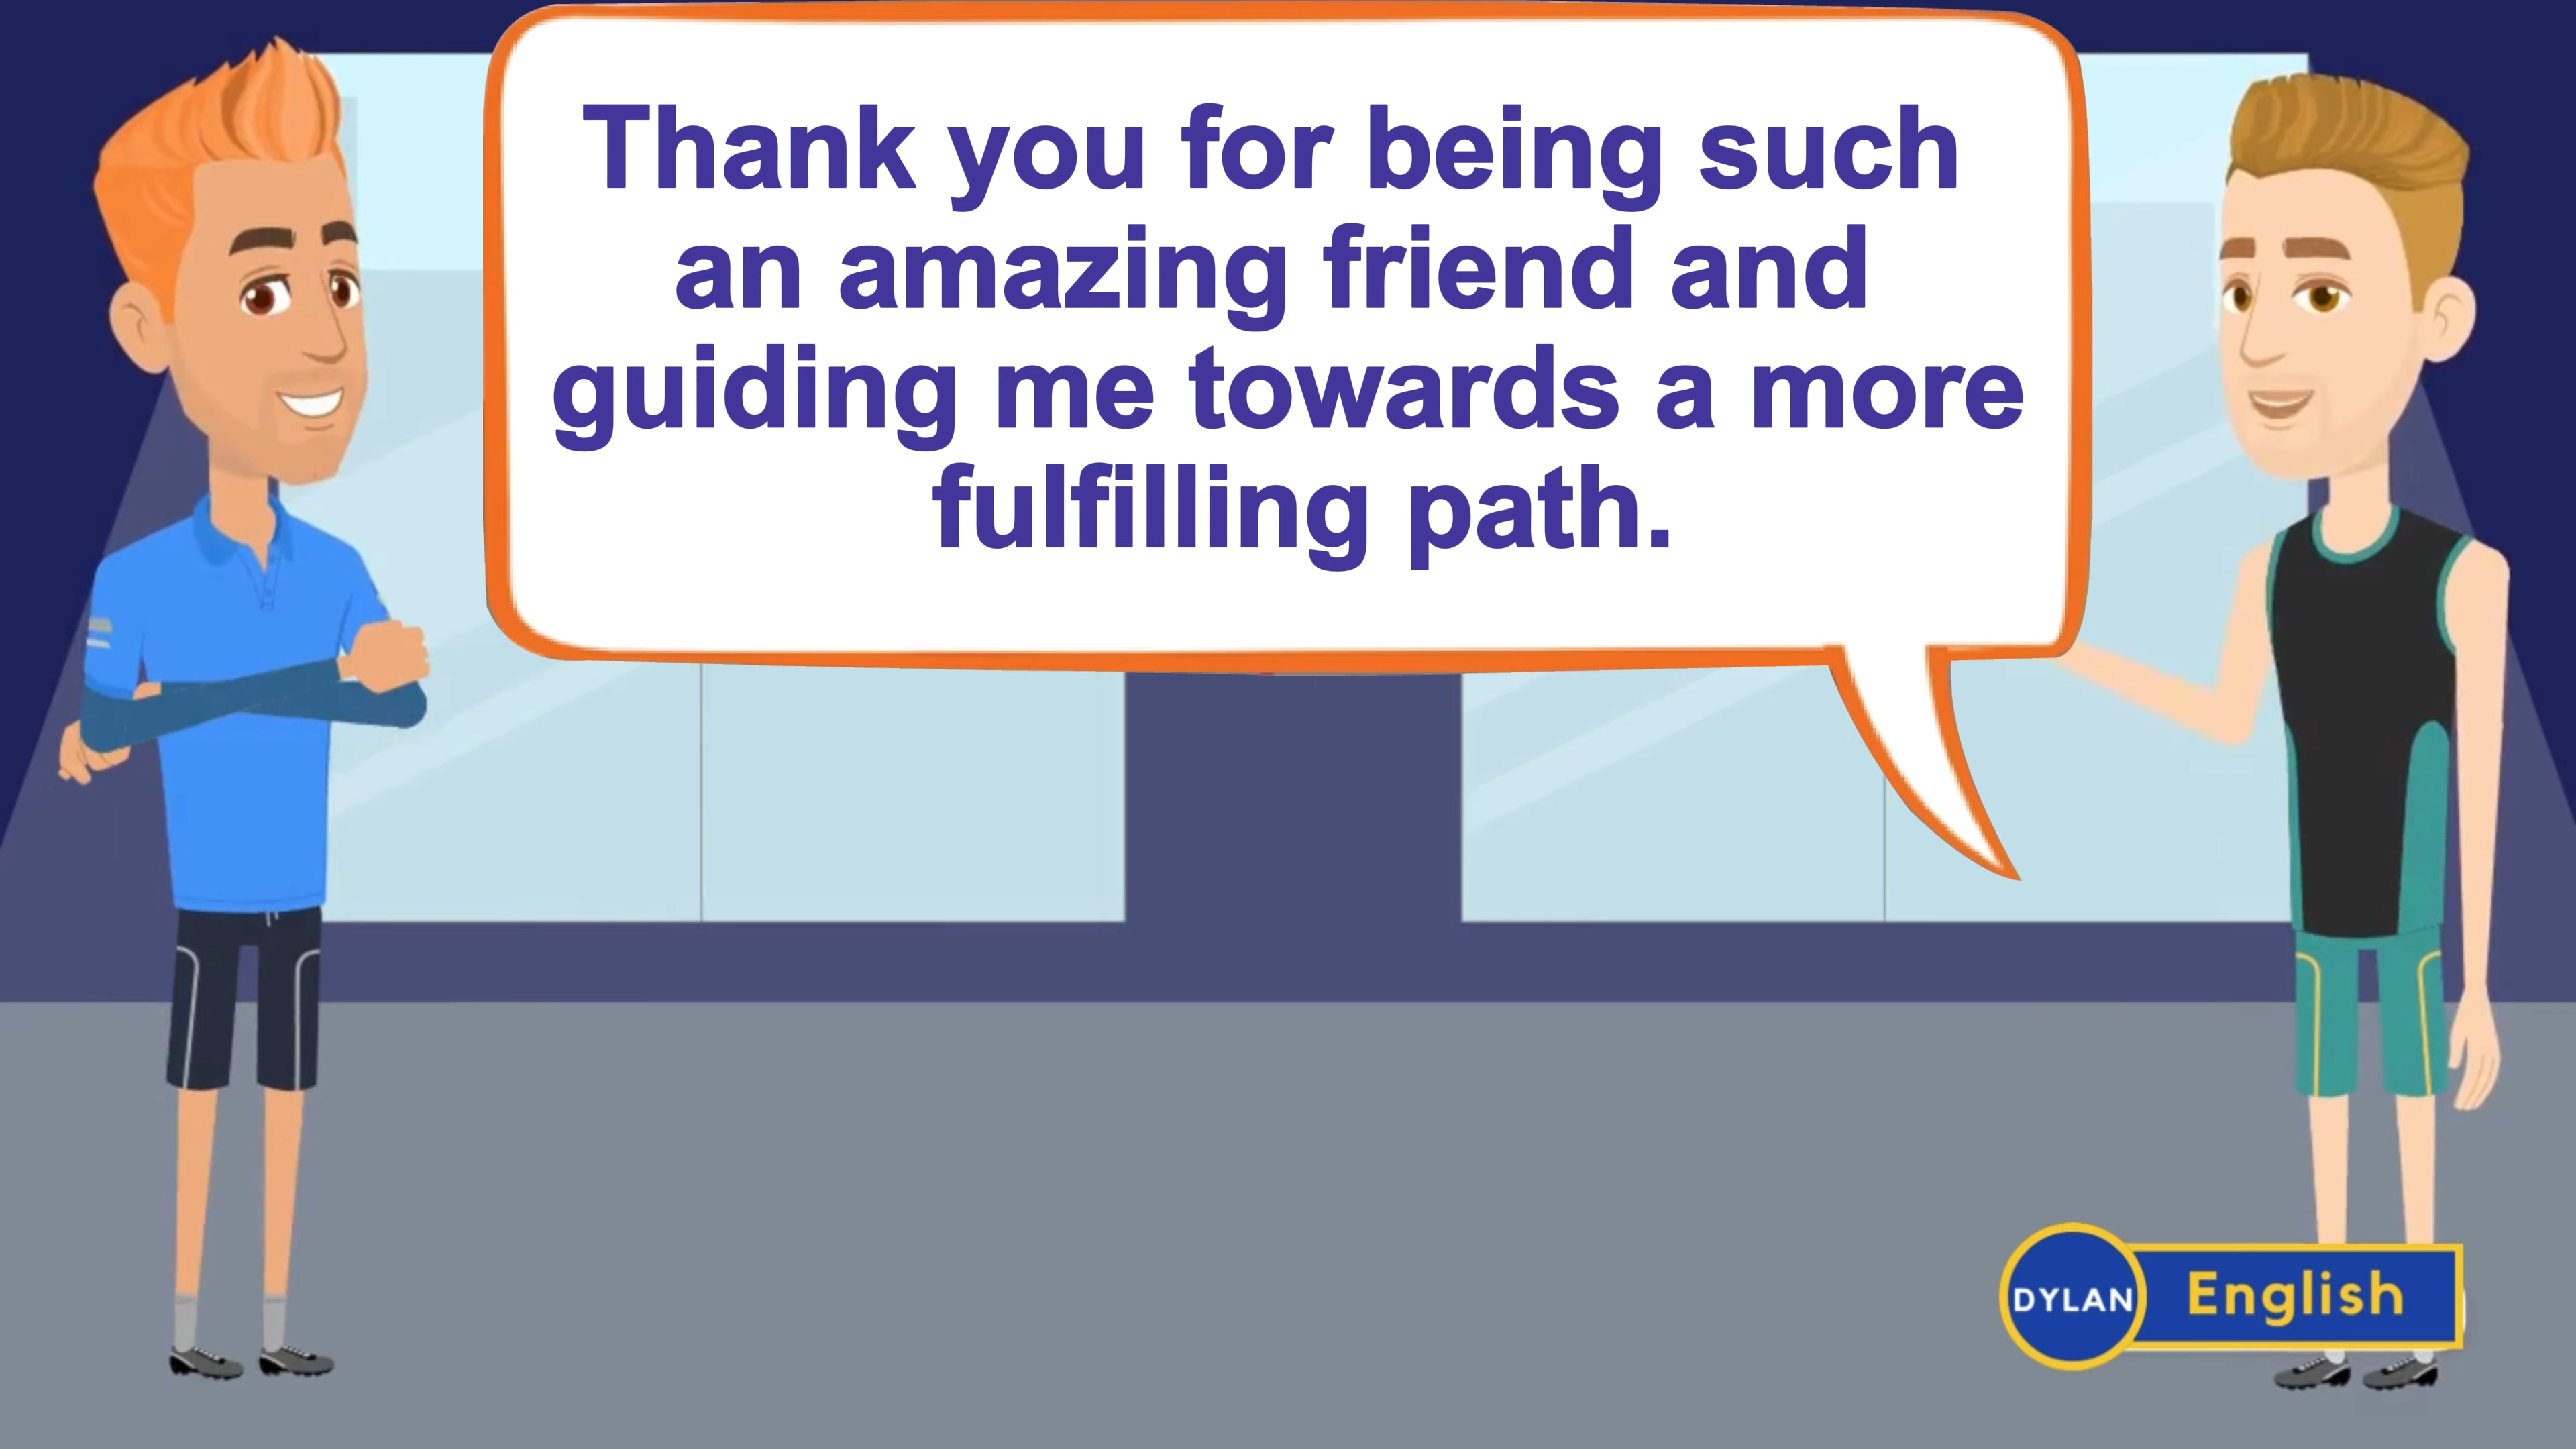 Thank you for being such
an amazing friend and
guiding me towards a more
fulfilling path.
DYLAN English